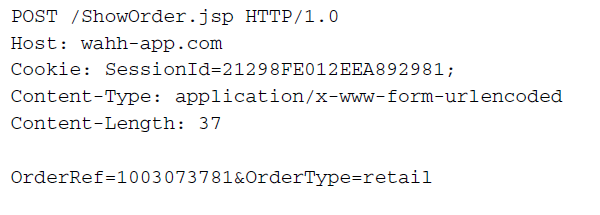 POST /ShowOrder.jsp HTTP/1.0
Host: wahh-app.com
Cookie: SessionId=21298FE012EEA892981;
Content-Type: application/x-www-form-urlencoded
Content-Length: 37
OrderRef=1003073781&OrderType=retail